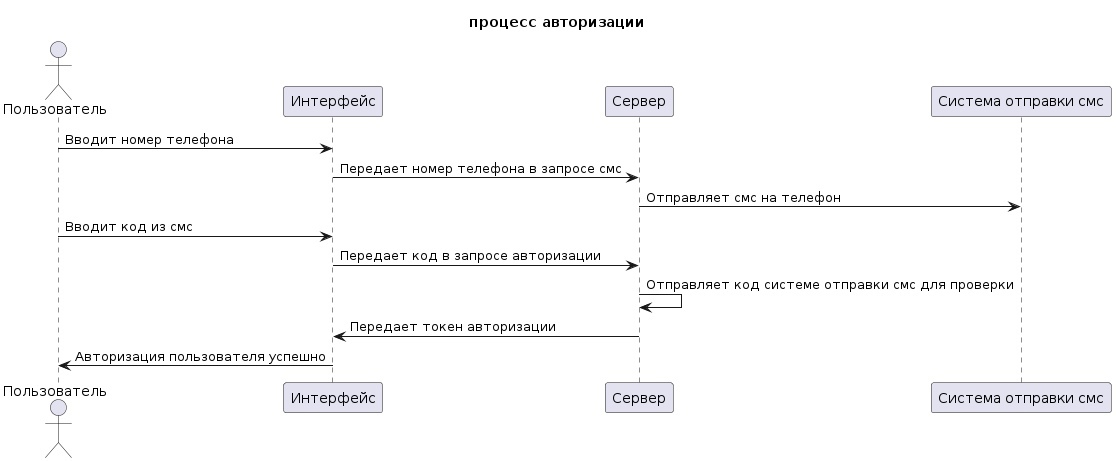 процесс авторизации
Пользователь
Интерфейс
Сервер
Система отправки смс
Вводит номер телефона
Передает номер телефона в запросе смс
Отправляет смс на телефон
Вводит код из смс
Передает код в запросе авторизации
Отправляет код системе отправки смс для проверки
Передает токен авторизации
Авторизация пользователя успешно
Пользователь
Интерфейс
Сервер
Система отправки смс